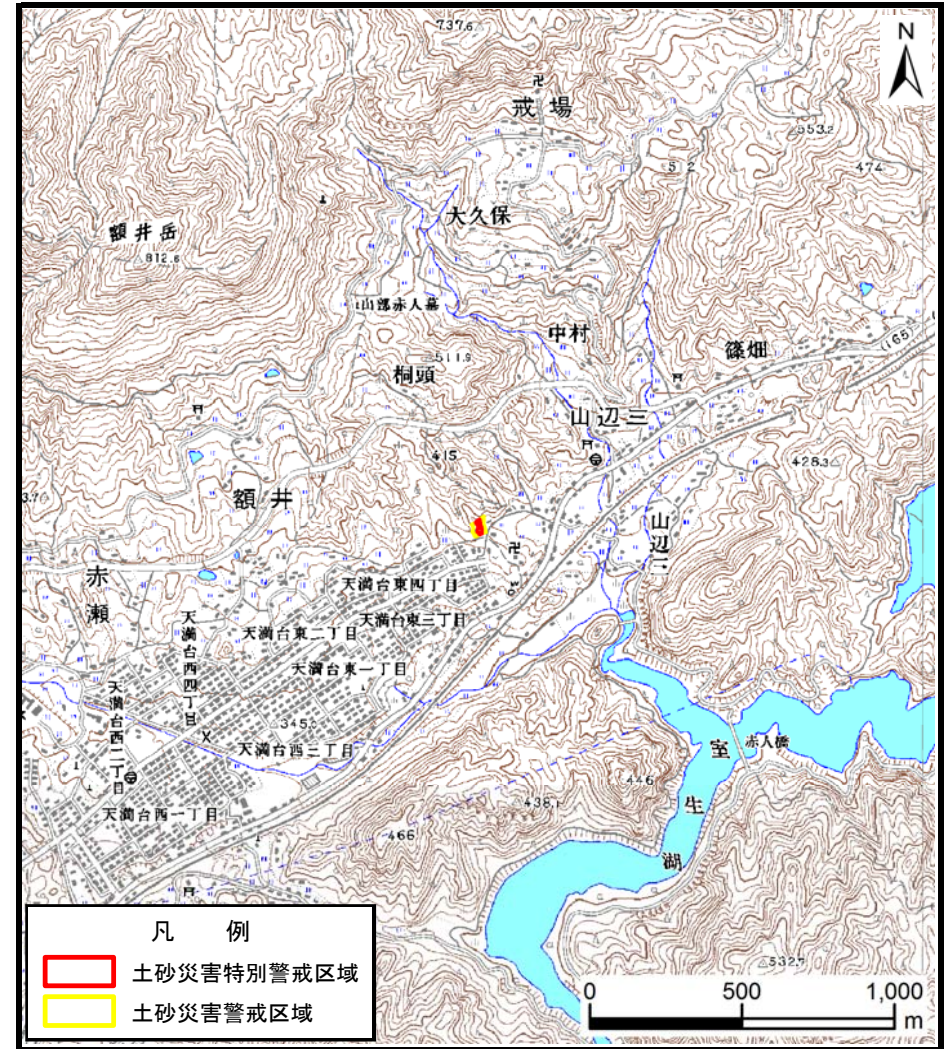 737.6
N
戒場
553.2
512
474
大久保
額井岳
812.6
山部赤人墓
中村
(165)
篠畑
511.9
桐頭
山辺三
415
428.3
額井
山辺三
赤瀬
天満台東四丁目
天満台東三丁目
天満台東二丁目
天満台西四丁目
天満台東一丁目
天満台西二丁目
天満台西三丁目
天満台西一丁目
室生湖
赤人橋
446
438.1
466
532.7
凡 例
土砂災害特別警戒区域
土砂災害警戒区域
0 500 1,000
m